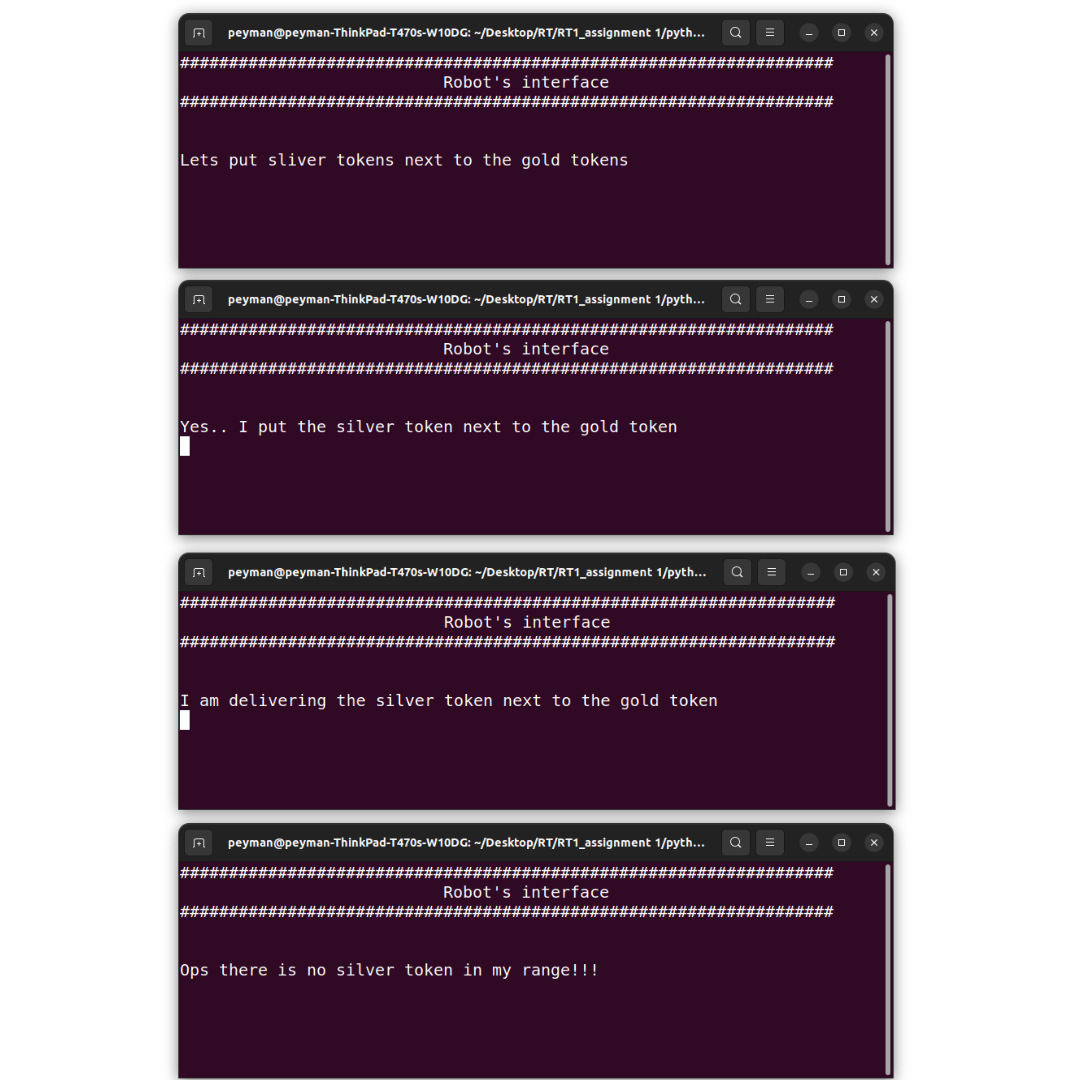 peyman@peyman-ThinkPad-T470s-W10DG: ~/Desktop/RT/RT1_assignment 1/pyth...
###################################################################
Robot's interface
###################################################################
Lets put sliver tokens next to the gold tokens
peyman@peyman-ThinkPad-T470s-W10DG: ~/Desktop/RT/RT1_assignment 1/pyth...
###################################################################
Robot's interface
###################################################################
Yes.. I put the silver token next to the gold token
peyman@peyman-ThinkPad-T470s-W10DG: ~/Desktop/RT/RT1_assignment 1/pyth...
###################################################################
Robot's interface
###################################################################
I am delivering the silver token next to the gold token
peyman@peyman-ThinkPad-T470s-W10DG: ~/Desktop/RT/RT1_assignment 1/pyth...
###################################################################
Robot's interface
###################################################################
Ops there is no silver token in my range!!!